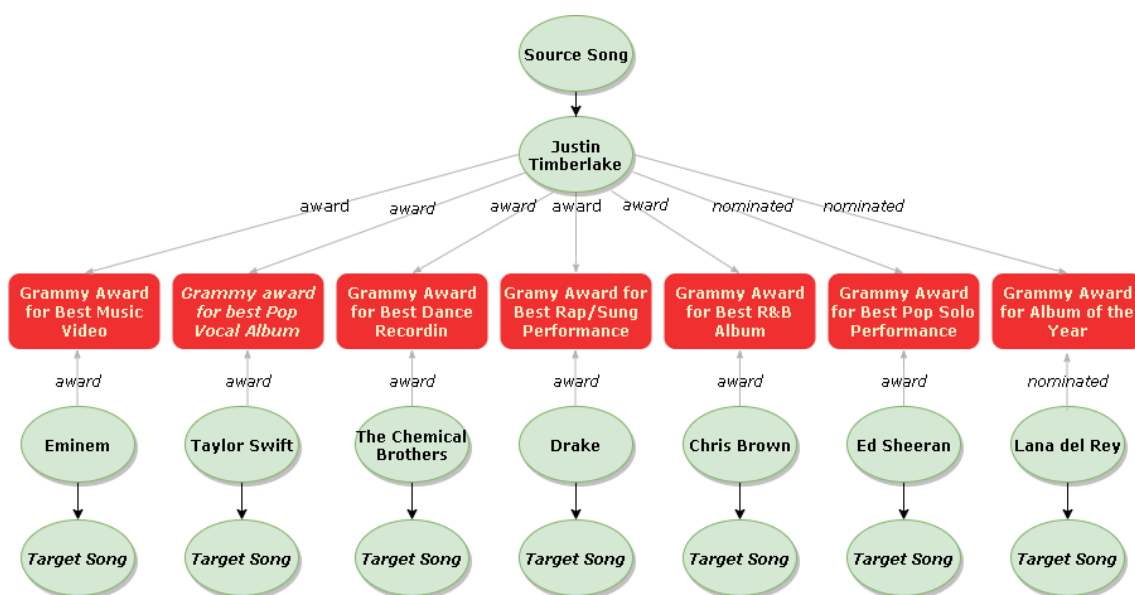 Source Song
Justin
Timberlake
award
award
award
award
award
nominated
nominated
Grammy Award
for Best Music
Video
Grammy award
for best Pop
Vocal Album
Grammy Award
for Best Dance
Recordin
Gramy Award for
Best Rap/Sung
Performance
Grammy Award
for Best R&B
Album
Grammy Award
for Best Pop Solo
Performance
Grammy Award
for Album of the
Year
award
award
award
award
award
award
nominated
Eminem
Taylor Swift
The Chemical
Brothers
Drake
Chris Brown
Ed Sheeran
Lana del Rey
Target Song
Target Song
Target Song
Target Song
Target Song
Target Song
Target Song